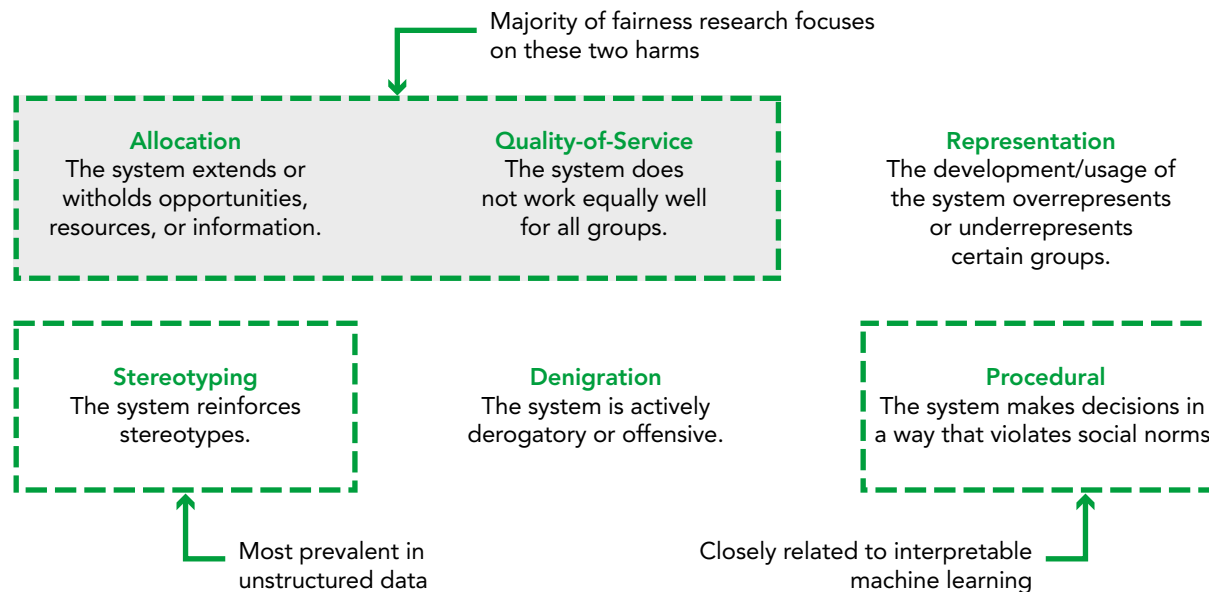 Majority of fairness research focuses
on these two harms
Allocation
The system extends or
witholds opportunities,
resources, or information.
Quality-of-Service
The system does
not work equally well
for all groups.
Representation
The development/usage of
the system overrepresents
or underrepresents
certain groups.
Stereotyping
The system reinforces
stereotypes.
Denigration
The system is actively
derogatory or offensive.
Procedural
The system makes decisions in
a way that violates social norms
Most prevalent in
unstructured data
Closely related to interpretable
machine learning